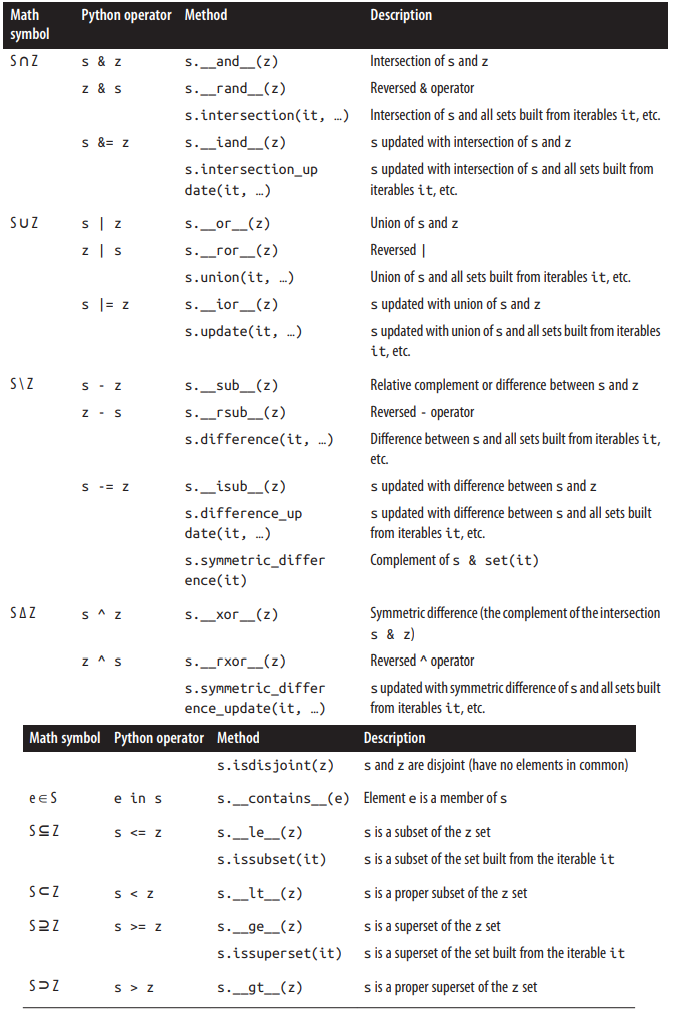 Math symbol Python operator Method Description
S ∩ Z s & z s.__and__(z) Intersection of s and z
z & s s.__rand__(z) Reversed & operator
s.intersection(it, …) Intersection of s and all sets built from iterables it, etc.
s &= z s.__iand__(z) s updated with intersection of s and z
s.intersection_up s updated with intersection of s and all sets built from
date(it, …) iterables it, etc.
S ∪ Z s | z s.__or__(z) Union of s and z
z | s s.__ror__(z) Reversed |
s.union(it, …) Union of s and all sets built from iterables it, etc.
s |= z s.__ior__(z) s updated with union of s and z
s.update(it, …) s updated with union of s and all sets built from iterables
it, etc.
S \ Z s - z s.__sub__(z) Relative complement or difference between s and z
z - s s.__rsub__(z) Reversed - operator
s.difference(it, …) Difference between s and all sets built from iterables it,
etc.
s -= z s.__isub__(z) s updated with difference between s and z
s.difference_up s updated with difference between s and all sets built
date(it, …) from iterables it, etc.
s.symmetric_differ Complement of s & set(it)
ence(it)
S ∆ Z s ^ z s.__xor__(z) Symmetric difference (the complement of the intersection
s & z)
z ^ s s.__rxor__(z) Reversed ^ operator
s.symmetric_differ s updated with symmetric difference of s and all sets built
ence_update(it, …) from iterables it, etc.
Math symbol Python operator Method Description
s.isdisjoint(z) s and z are disjoint (have no elements in common)
e ∈ S e in s s.__contains__(e) Element e is a member of s
S ⊆ Z s <= z s.__le__(z) s is a subset of the z set
s.issubset(it) s is a subset of the set built from the iterable it
S ⊂ Z s < z s.__lt__(z) s is a proper subset of the z set
S ⊇ Z s >= z s.__ge__(z) s is a superset of the z set
s.issuperset(it) s is a superset of the set built from the iterable it
S ⊃ Z s > z s.__gt__(z) s is a proper superset of the z set